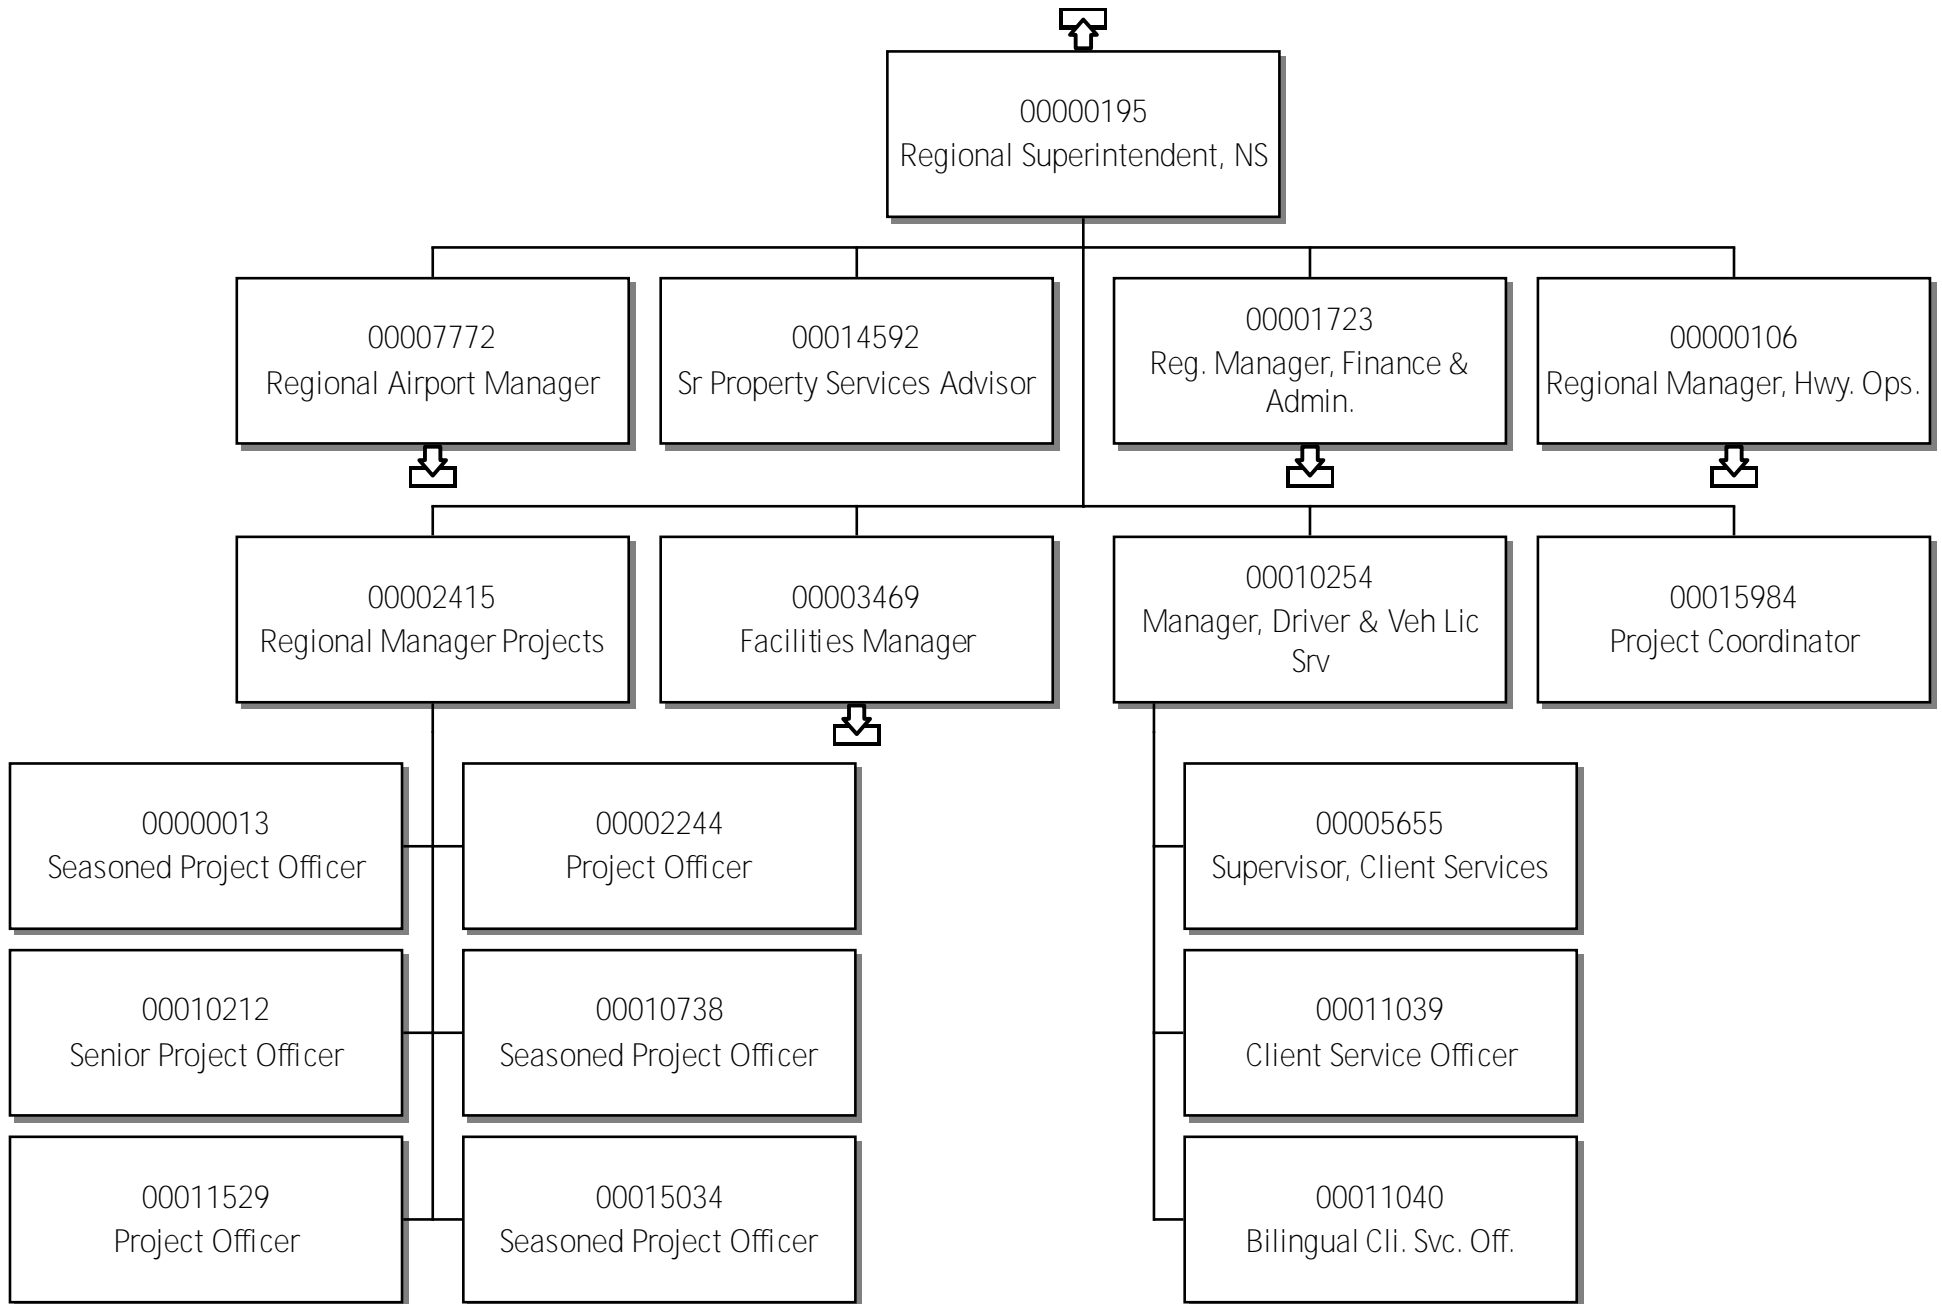 00000195
Regional Superintendent, NS
00007772
Regional Airport Manager
00014592
Sr Property Services Advisor
00001723
Reg. Manager, Finance &
Admin.
00000106
Regional Manager, Hwy. Ops.
00002415
Regional Manager Projects
00003469
Facilities Manager
00010254
Manager, Driver & Veh Lic
Srv
00015984
Project Coordinator
00000013
Seasoned Project Officer
00002244
Project Officer
00005655
Supervisor, Client Services
00010212
Senior Project Officer
00010738
Seasoned Project Officer
00011039
Client Service Officer
00011529
Project Officer
00015034
Seasoned Project Officer
00011040
Bilingual Cli. Svc. Off.